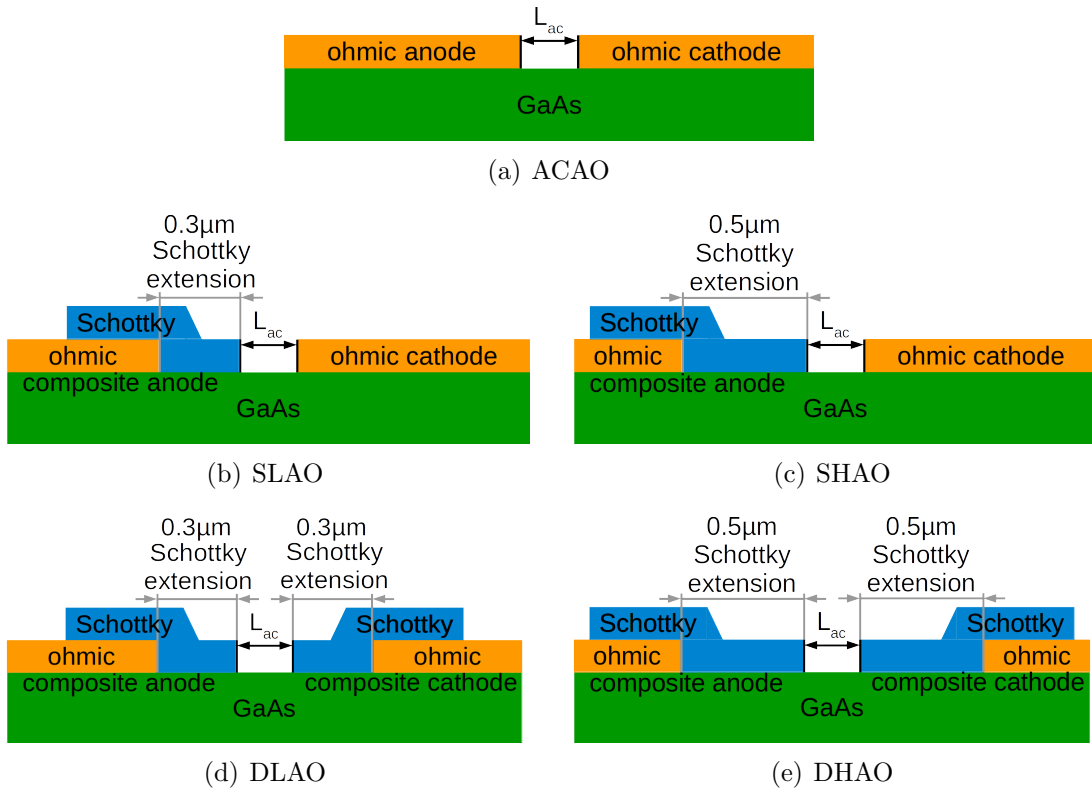 L_ac
ohmic anode
ohmic cathode
GaAs
(a) ACAO
0.3µm
Schottky
extension
Schottky
L_ac
ohmic
ohmic cathode
composite anode
GaAs
(b) SLAO
0.5µm
Schottky
extension
Schottky
L_ac
ohmic
ohmic cathode
composite anode
GaAs
(c) SHAO
0.3µm
Schottky
extension
0.3µm
Schottky
extension
Schottky
L_ac
Schottky
ohmic
ohmic
composite anode
composite cathode
GaAs
(d) DLAO
0.5µm
Schottky
extension
0.5µm
Schottky
extension
Schottky
L_ac
Schottky
ohmic
ohmic
composite anode
composite cathode
GaAs
(e) DHAO